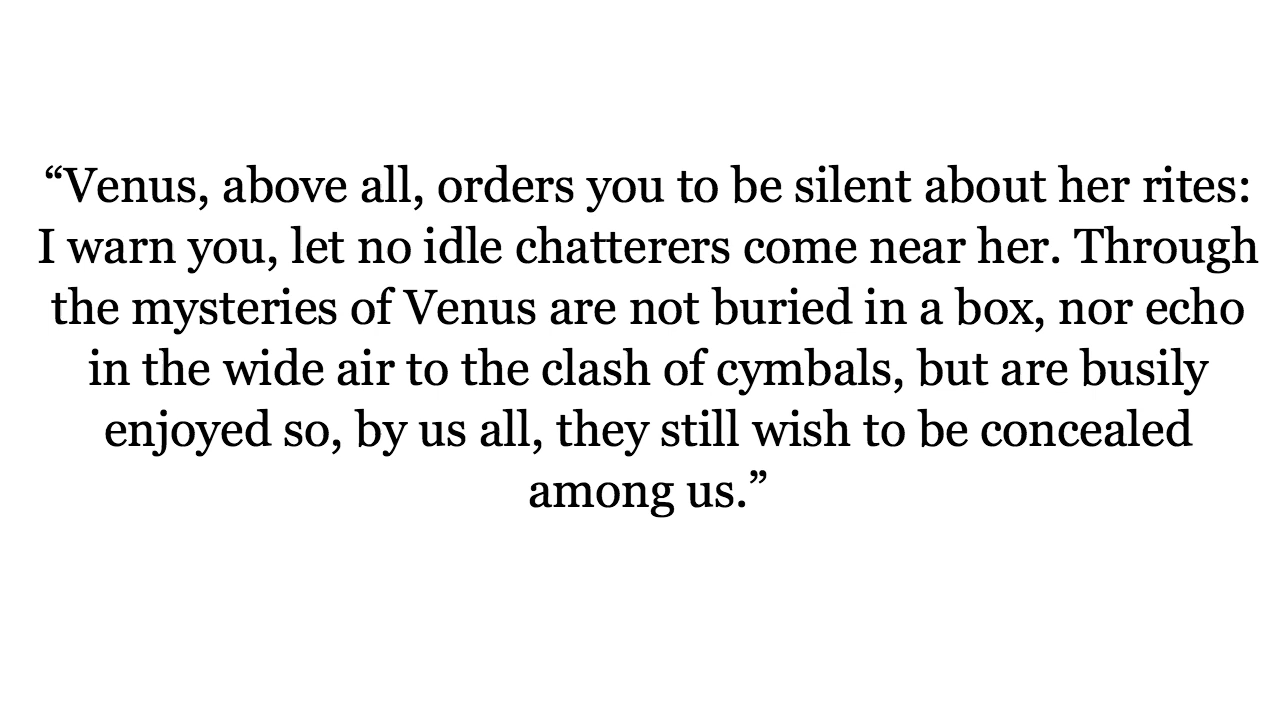 “Venus, above all, orders you to be silent about her rites:
I warn you, let no idle chatterers come near her. Through
the mysteries of Venus are not buried in a box, nor echo
in the wide air to the clash of cymbals, but are busily
enjoyed so, by us all, they still wish to be concealed
among us.”